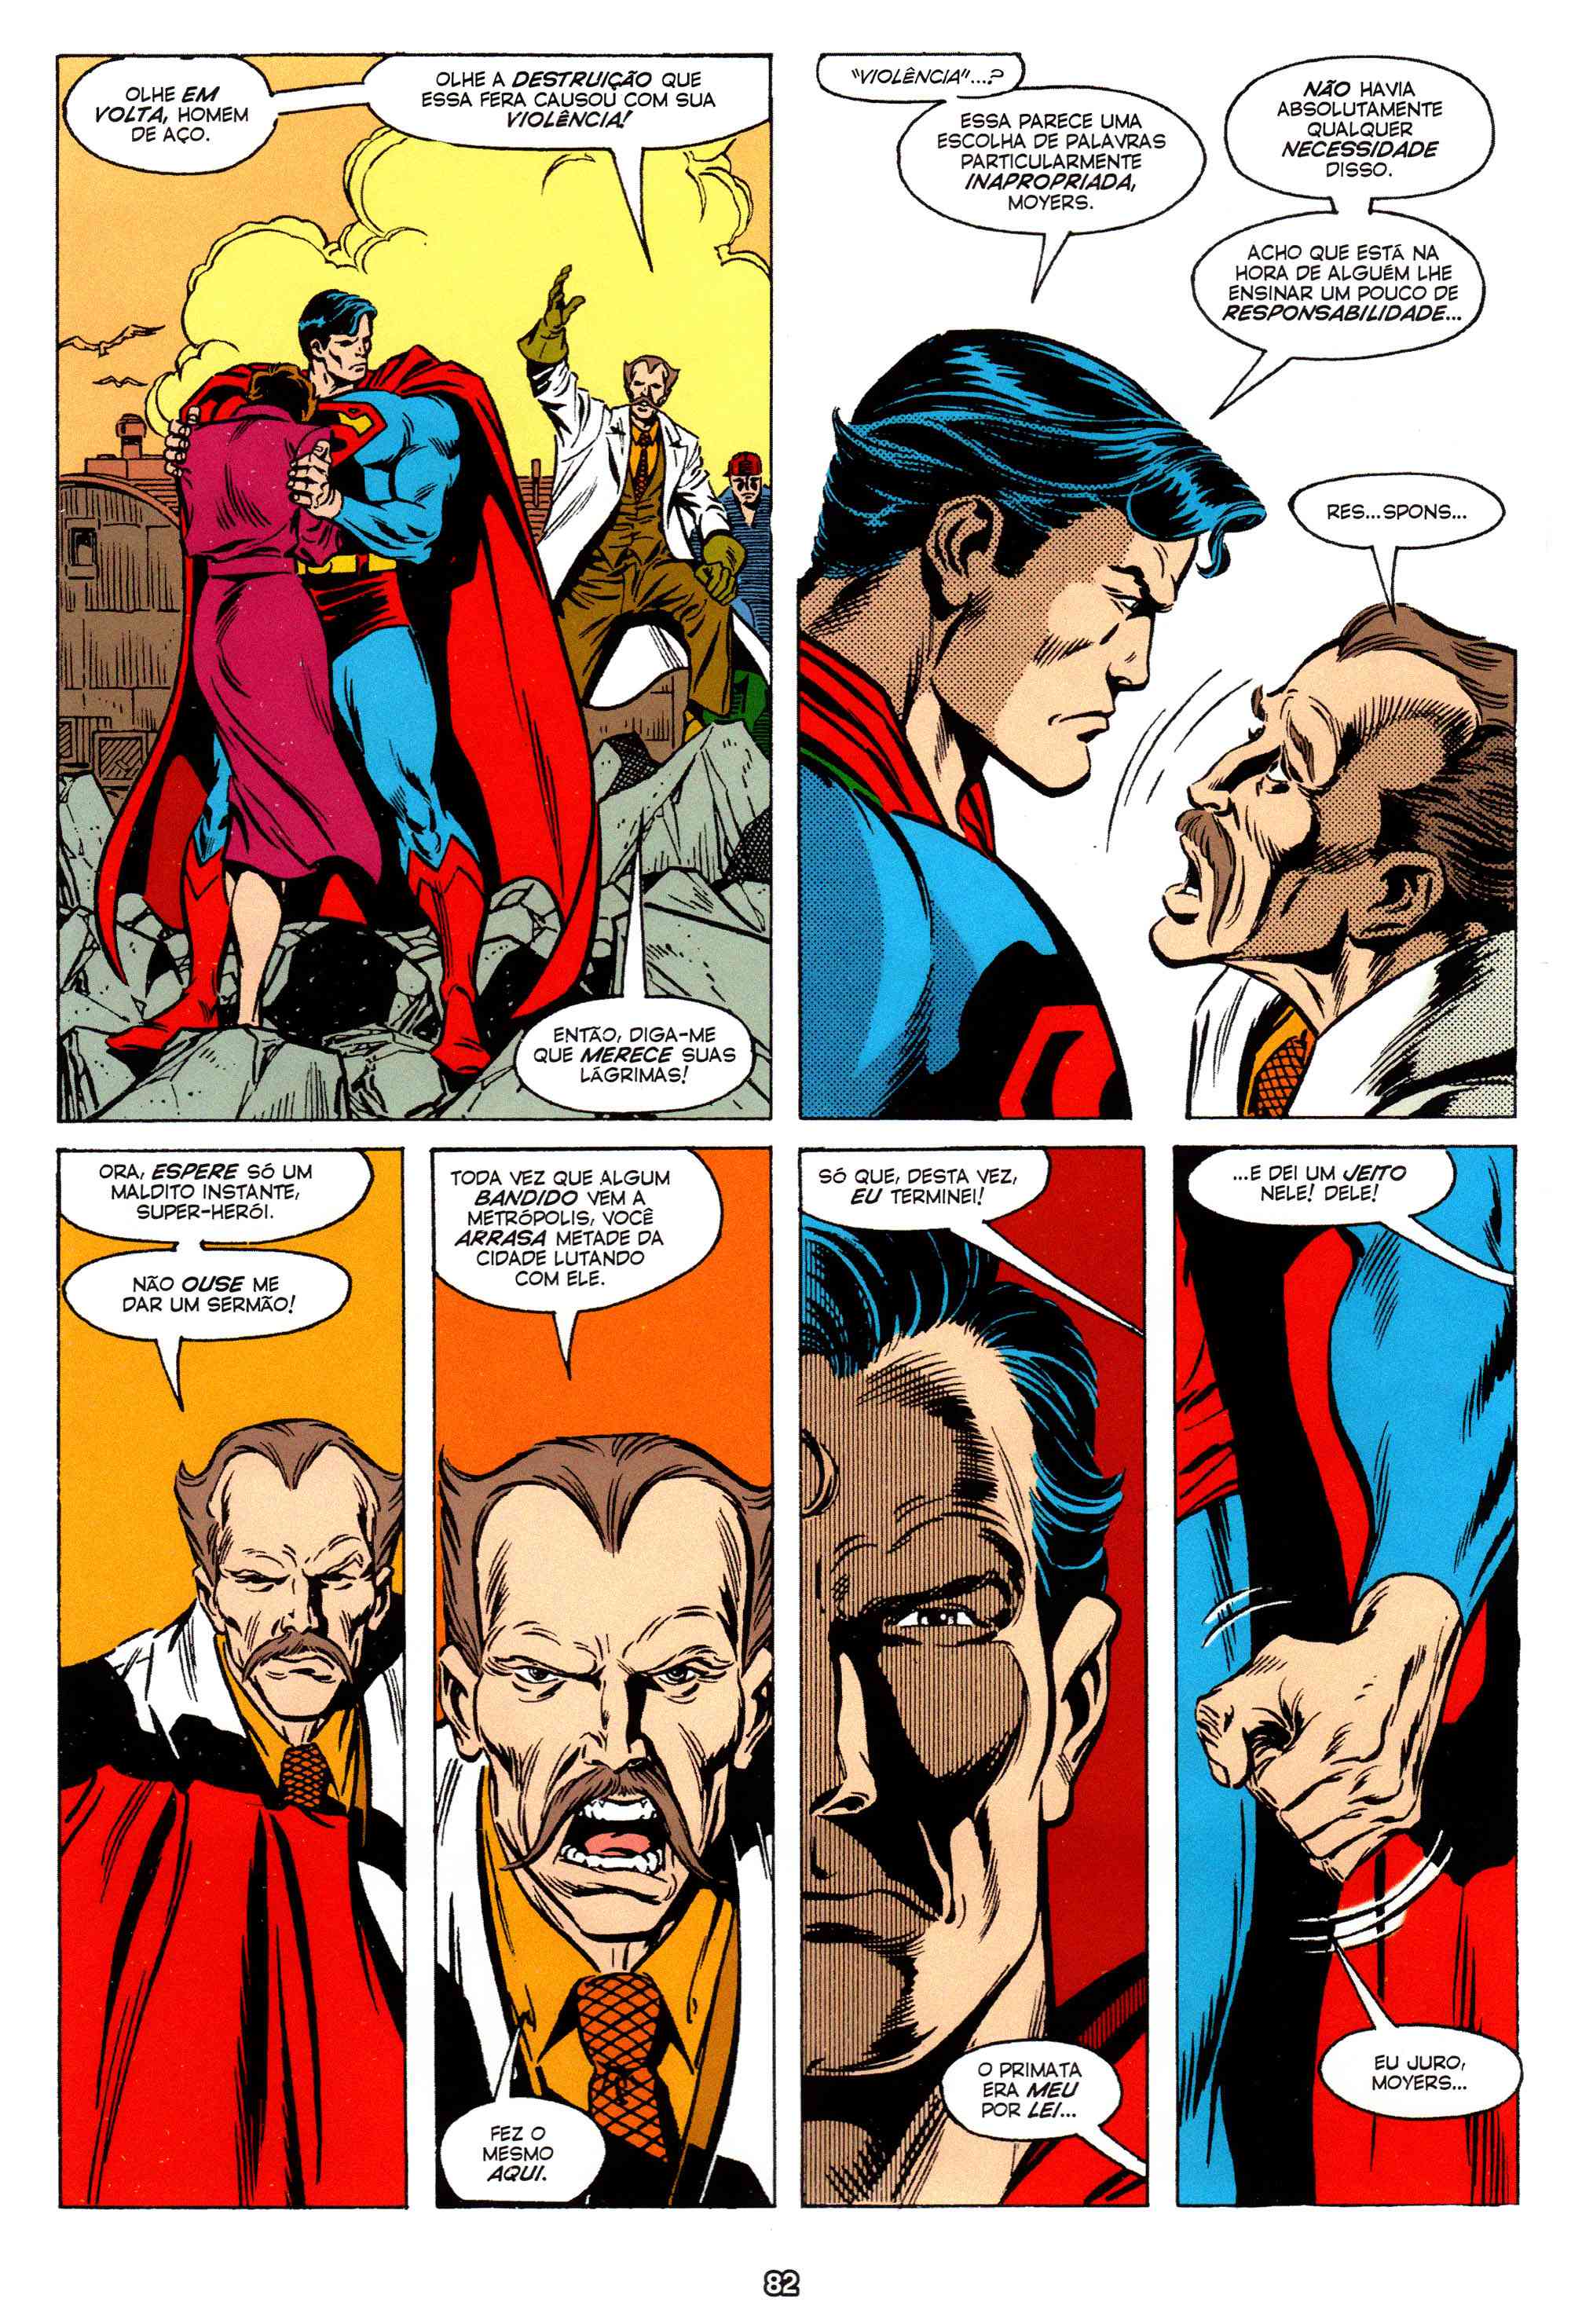 OLHE EM
VOLTA, HOMEM
DE AÇO.
OLHE A DESTRUIÇÃO QUE
ESSA FERA CAUSOU COM SUA
VIOLÊNCIA!
ENTÃO, DIGA-ME
QUE MERECE SUAS
LÁGRIMAS!
"VIOLÊNCIA"...?
ESSA PARECE UMA
ESCOLHA DE PALAVRAS
PARTICULARMENTE
INAPROPRIADA,
MOYERS.
NÃO HAVIA
ABSOLUTAMENTE
QUALQUER
NECESSIDADE
DISSO.
ACHO QUE ESTÁ NA
HORA DE ALGUÉM LHE
ENSINAR UM POUCO DE
RESPONSABILIDADE...
RES...SPONS...
ORA, ESPERE SÓ UM
MALDITO INSTANTE,
SUPER-HERÓI.
NÃO OUSE ME
DAR UM SERMÃO!
TODA VEZ QUE ALGUM
BANDIDO VEM A
METRÓPOLIS, VOCÊ
ARRASA METADE DA
CIDADE LUTANDO
COM ELE.
FEZ O
MESMO
AQUI.
SÓ QUE, DESTA VEZ,
EU TERMINEI!
O PRIMATA
ERA MEU
POR LEI...
...E DEI UM JEITO
NELE! DELE!
EU JURO,
MOYERS...
82